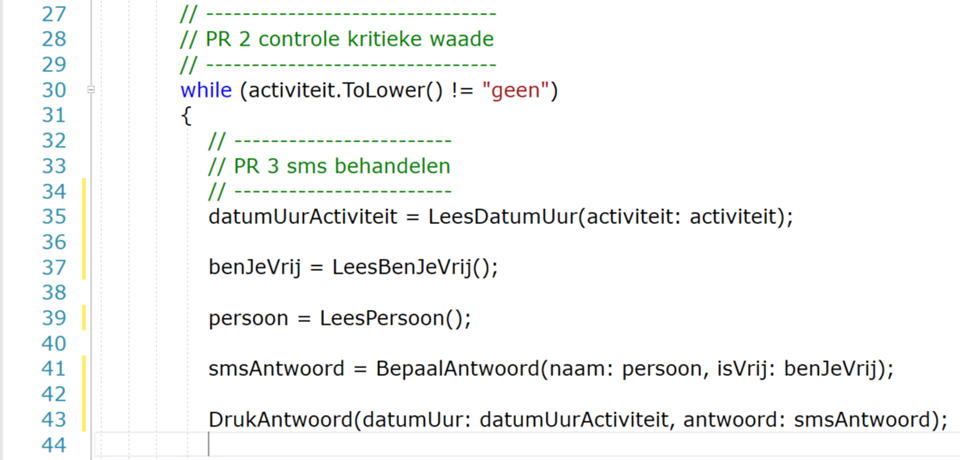 27 // -------------------------------
28 // PR 2 controle kritieke waade
29 // -------------------------------
30 while (activiteit.ToLower() != "geen")
31 {
32 // ------------------------
33 // PR 3 sms behandelen
34 // ------------------------
35 datumUurActiviteit = LeesDatumUur(activiteit: activiteit);
36
37 benJeVrij = LeesBenJeVrij();
38
39 persoon = LeesPersoon();
40
41 smsAntwoord = BepaalAntwoord(naam: persoon, isVrij: benJeVrij);
42
43 DrukAntwoord(datumUur: datumUurActiviteit, antwoord: smsAntwoord);
44